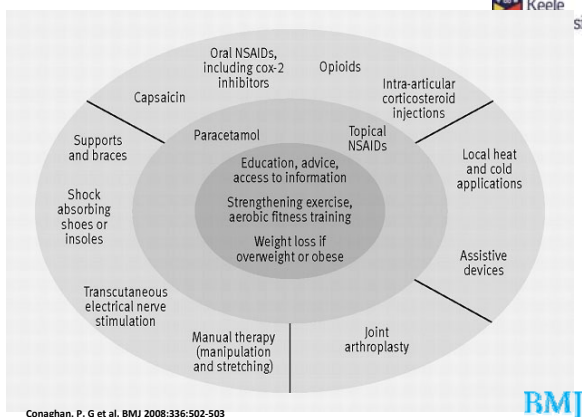 Keele
Oral NSAIDs,
including cox-2
inhibitors
Opioids
Capsaicin
Intra-articular
corticosteroid
injections
Supports
and braces
Paracetamol
Topical
NSAIDs
Local heat
and cold
applications
Education, advice,
access to information
Strengthening exercise,
aerobic fitness training
Weight loss if
overweight or obese
Shock
absorbing
shoes or
insoles
Assistive
devices
Transcutaneous
electrical nerve
stimulation
Manual therapy
(manipulation
and stretching)
Joint
arthroplasty
Conaghan, P. G et al. BMJ 2008;336:502-503
BMJ